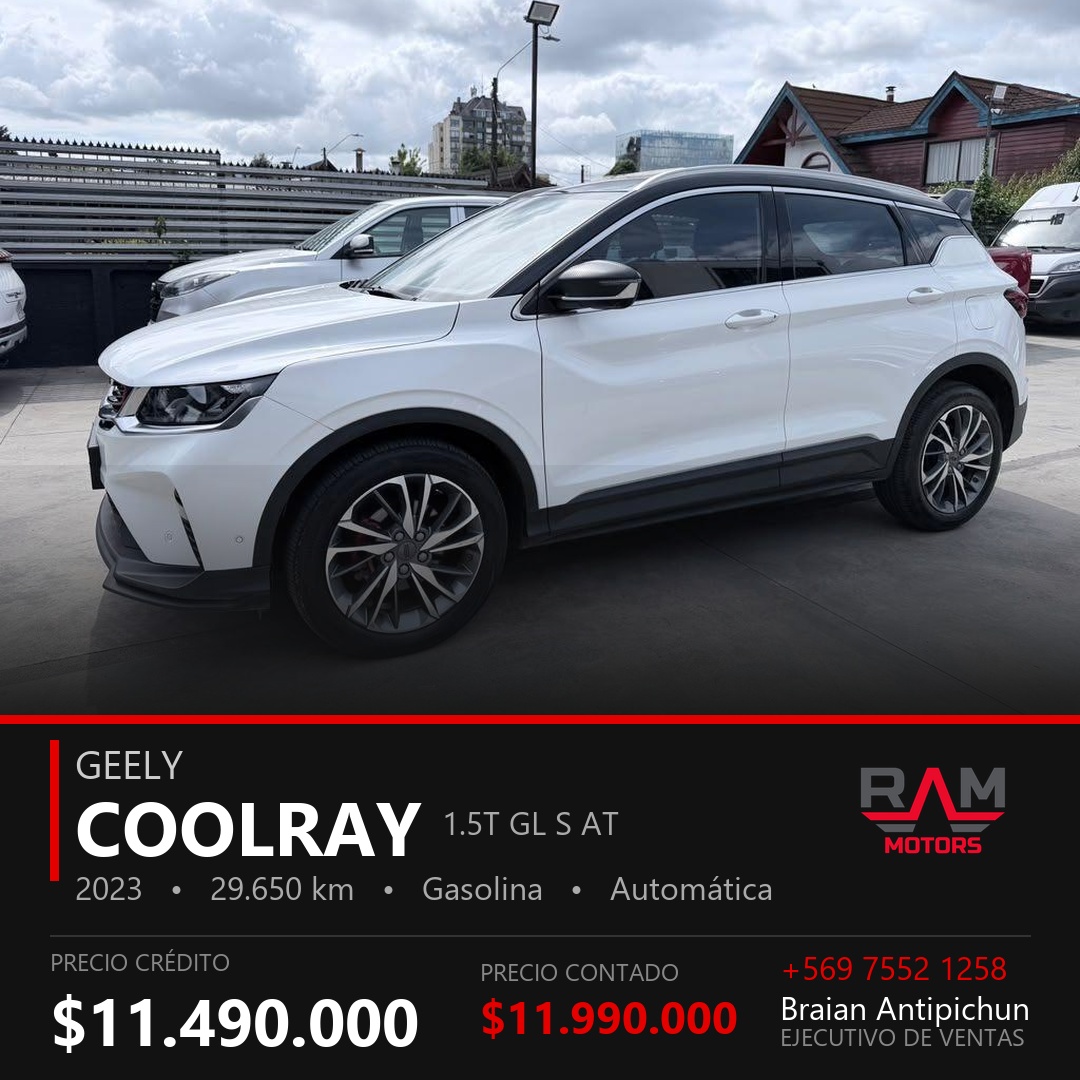 GEELY
COOLRAY 1.5T GL S AT
2023 • 29.650 km • Gasolina • Automática
RAM
MOTORS
PRECIO CRÉDITO
$11.490.000
PRECIO CONTADO
$11.990.000
+569 7552 1258
Braian Antipichun
EJECUTIVO DE VENTAS